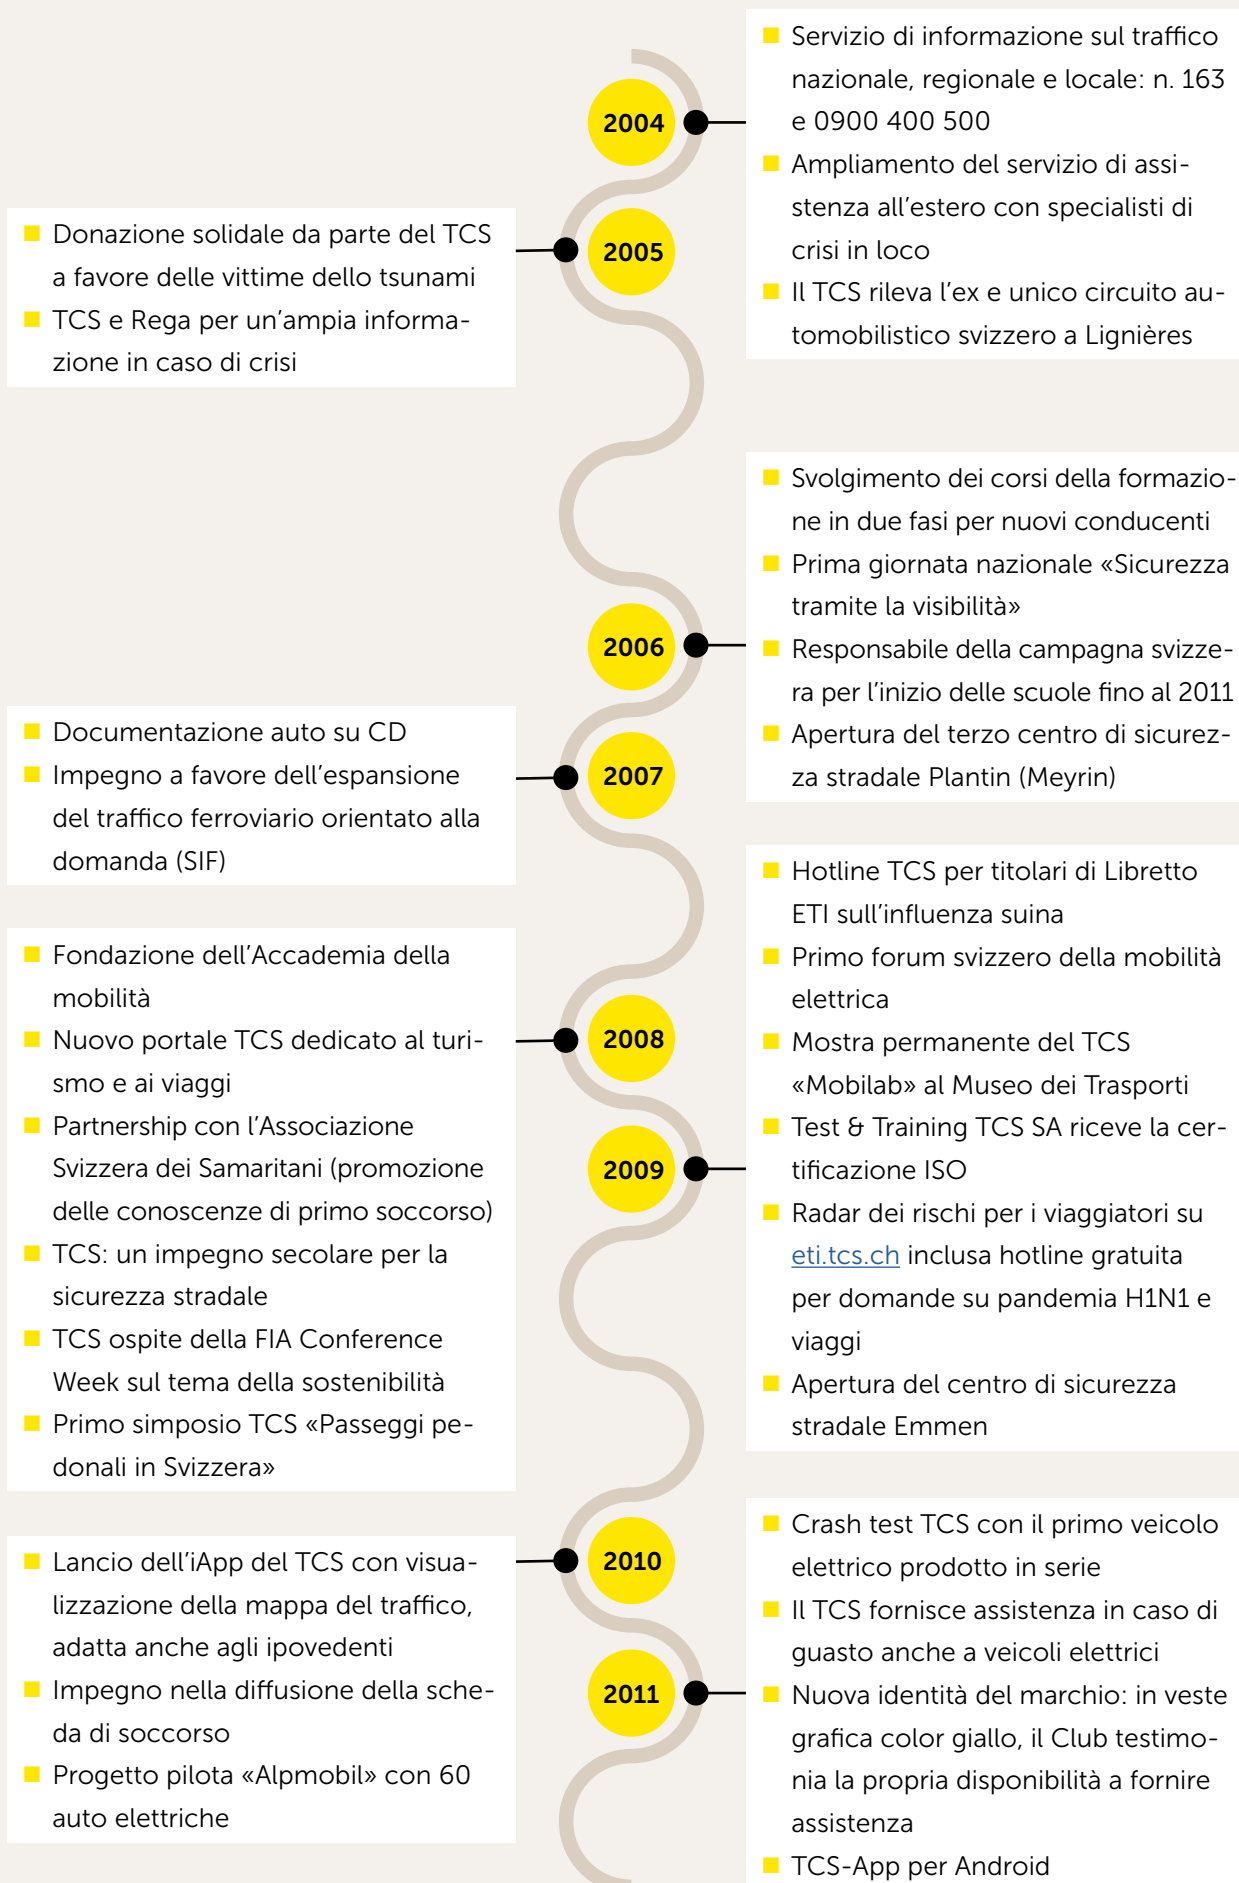 2004
Servizio di informazione sul traffico
nazionale, regionale e locale: n. 163
e 0900 400 500
Ampliamento del servizio di assi-
stenza all’estero con specialisti di
crisi in loco
Il TCS rileva l’ex e unico circuito au-
tomobilistico svizzero a Lignières
2005
Donazione solidale da parte del TCS
a favore delle vittime dello tsunami
TCS e Rega per un’ampia informa-
zione in caso di crisi
2006
Svolgimento dei corsi della formazio-
ne in due fasi per nuovi conducenti
Prima giornata nazionale «Sicurezza
tramite la visibilità»
Responsabile della campagna svizze-
ra per l’inizio delle scuole fino al 2011
Apertura del terzo centro di sicurez-
za stradale Plantin (Meyrin)
2007
Documentazione auto su CD
Impegno a favore dell’espansione
del traffico ferroviario orientato alla
domanda (SIF)
2008
Fondazione dell’Accademia della
mobilità
Nuovo portale TCS dedicato al turi-
smo e ai viaggi
Partnership con l’Associazione
Svizzera dei Samaritani (promozione
delle conoscenze di primo soccorso)
TCS: un impegno secolare per la
sicurezza stradale
TCS ospite della FIA Conference
Week sul tema della sostenibilità
Primo simposio TCS «Passeggi pe-
donali in Svizzera»
2009
Hotline TCS per titolari di Libretto
ETI sull’influenza suina
Primo forum svizzero della mobilità
elettrica
Mostra permanente del TCS
«Mobilab» al Museo dei Trasporti
Test & Training TCS SA riceve la cer-
tificazione ISO
Radar dei rischi per i viaggiatori su
eti.tcs.ch inclusa hotline gratuita
per domande su pandemia H1N1 e
viaggi
Apertura del centro di sicurezza
stradale Emmen
2010
Lancio dell’iApp del TCS con visua-
lizzazione della mappa del traffico,
adatta anche agli ipovedenti
Impegno nella diffusione della sche-
da di soccorso
Progetto pilota «Alpmobil» con 60
auto elettriche
2011
Crash test TCS con il primo veicolo
elettrico prodotto in serie
Il TCS fornisce assistenza in caso di
guasto anche a veicoli elettrici
Nuova identità del marchio: in veste
grafica color giallo, il Club testimo-
nia la propria disponibilità a fornire
assistenza
TCS-App per Android